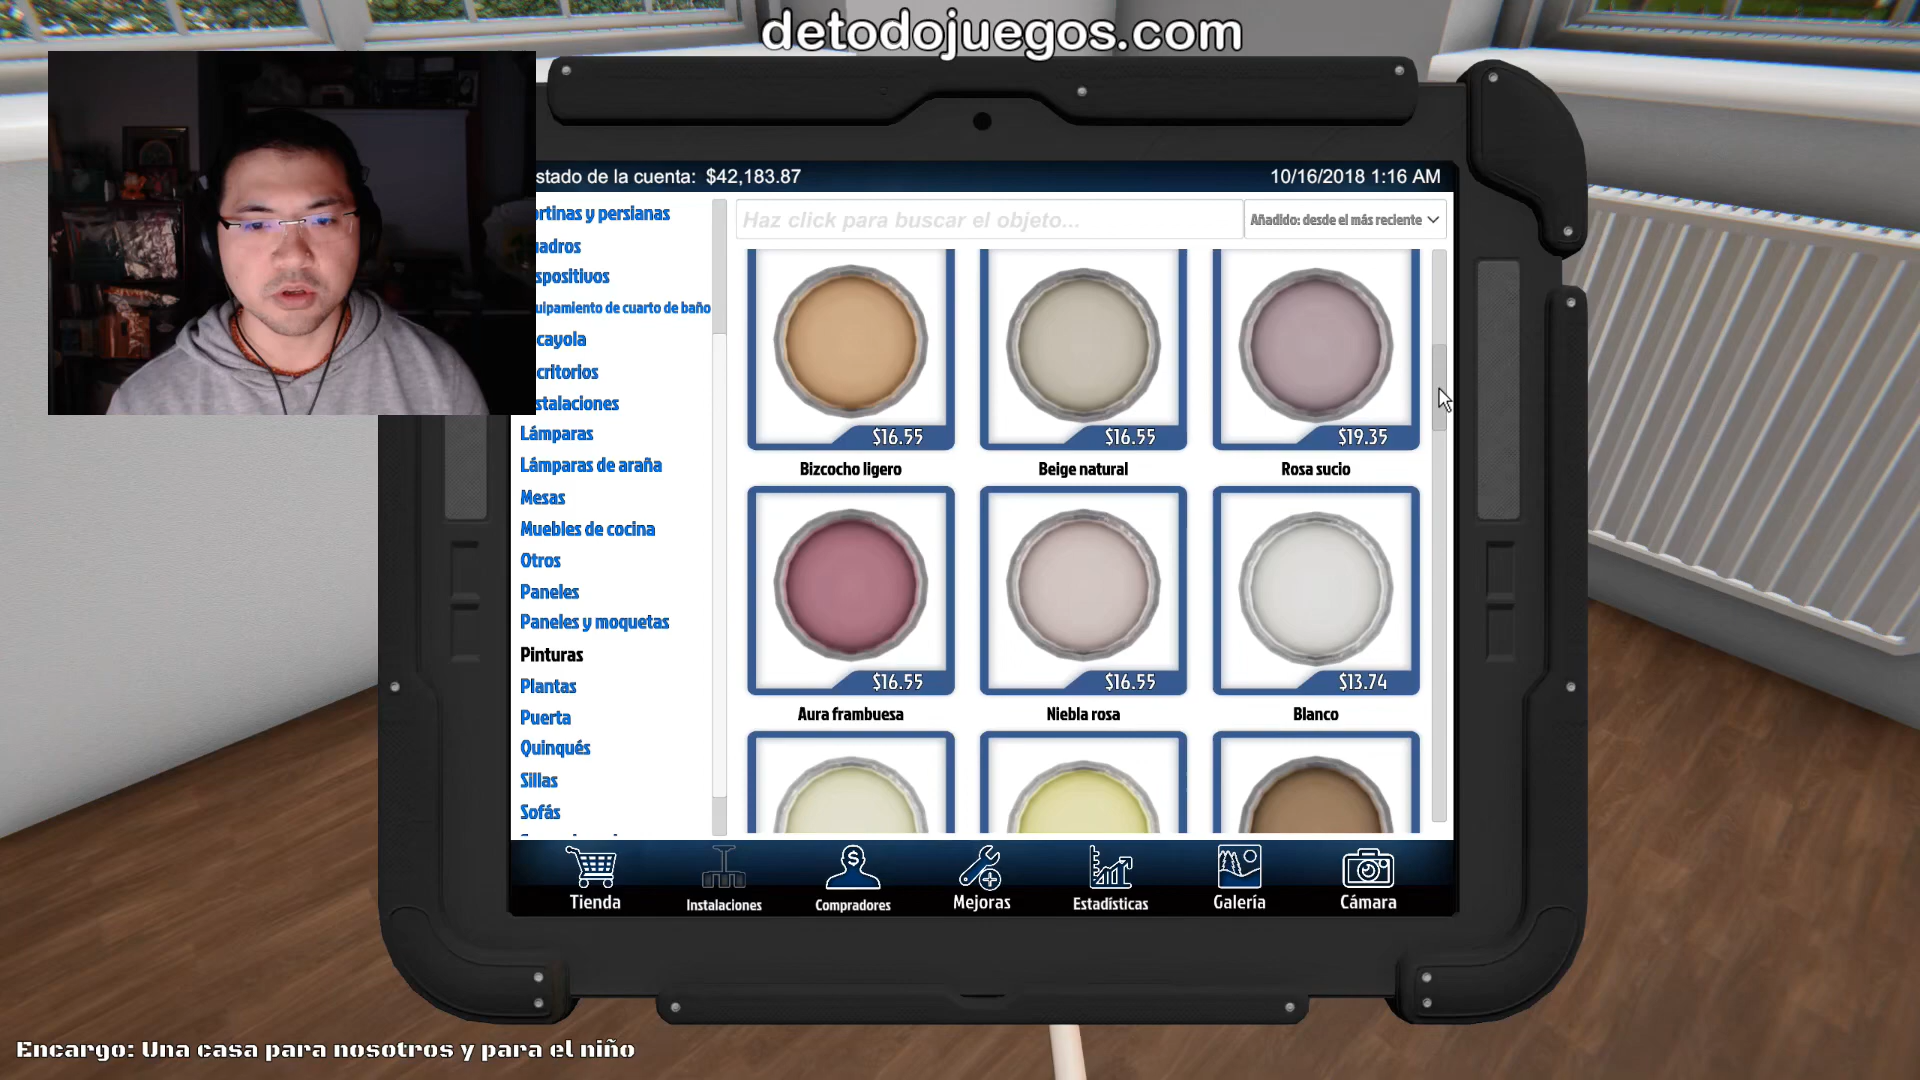 detodojuegos.com
stado de la cuenta: $42,183.87
10/16/2018 1:16 AM
ortinas y persianas
uadros
spositivos
uipamiento de cuarto de baño
cayola
critorios
stalaciones
Lámparas
Lámparas de araña
Mesas
Muebles de cocina
Otros
Paneles
Paneles y moquetas
Pinturas
Plantas
Puerta
Quinqués
Sillas
Sofás
Haz click para buscar el objeto...
Añadido: desde el más reciente
$16.55
$16.55
$19.35
Bizcocho ligero
Beige natural
Rosa sucio
$16.55
$16.55
$13.74
Aura frambuesa
Niebla rosa
Blanco
Tienda
Instalaciones
Compradores
Mejoras
Estadísticas
Galería
Cámara
Encargo: Una casa para nosotros y para el niño